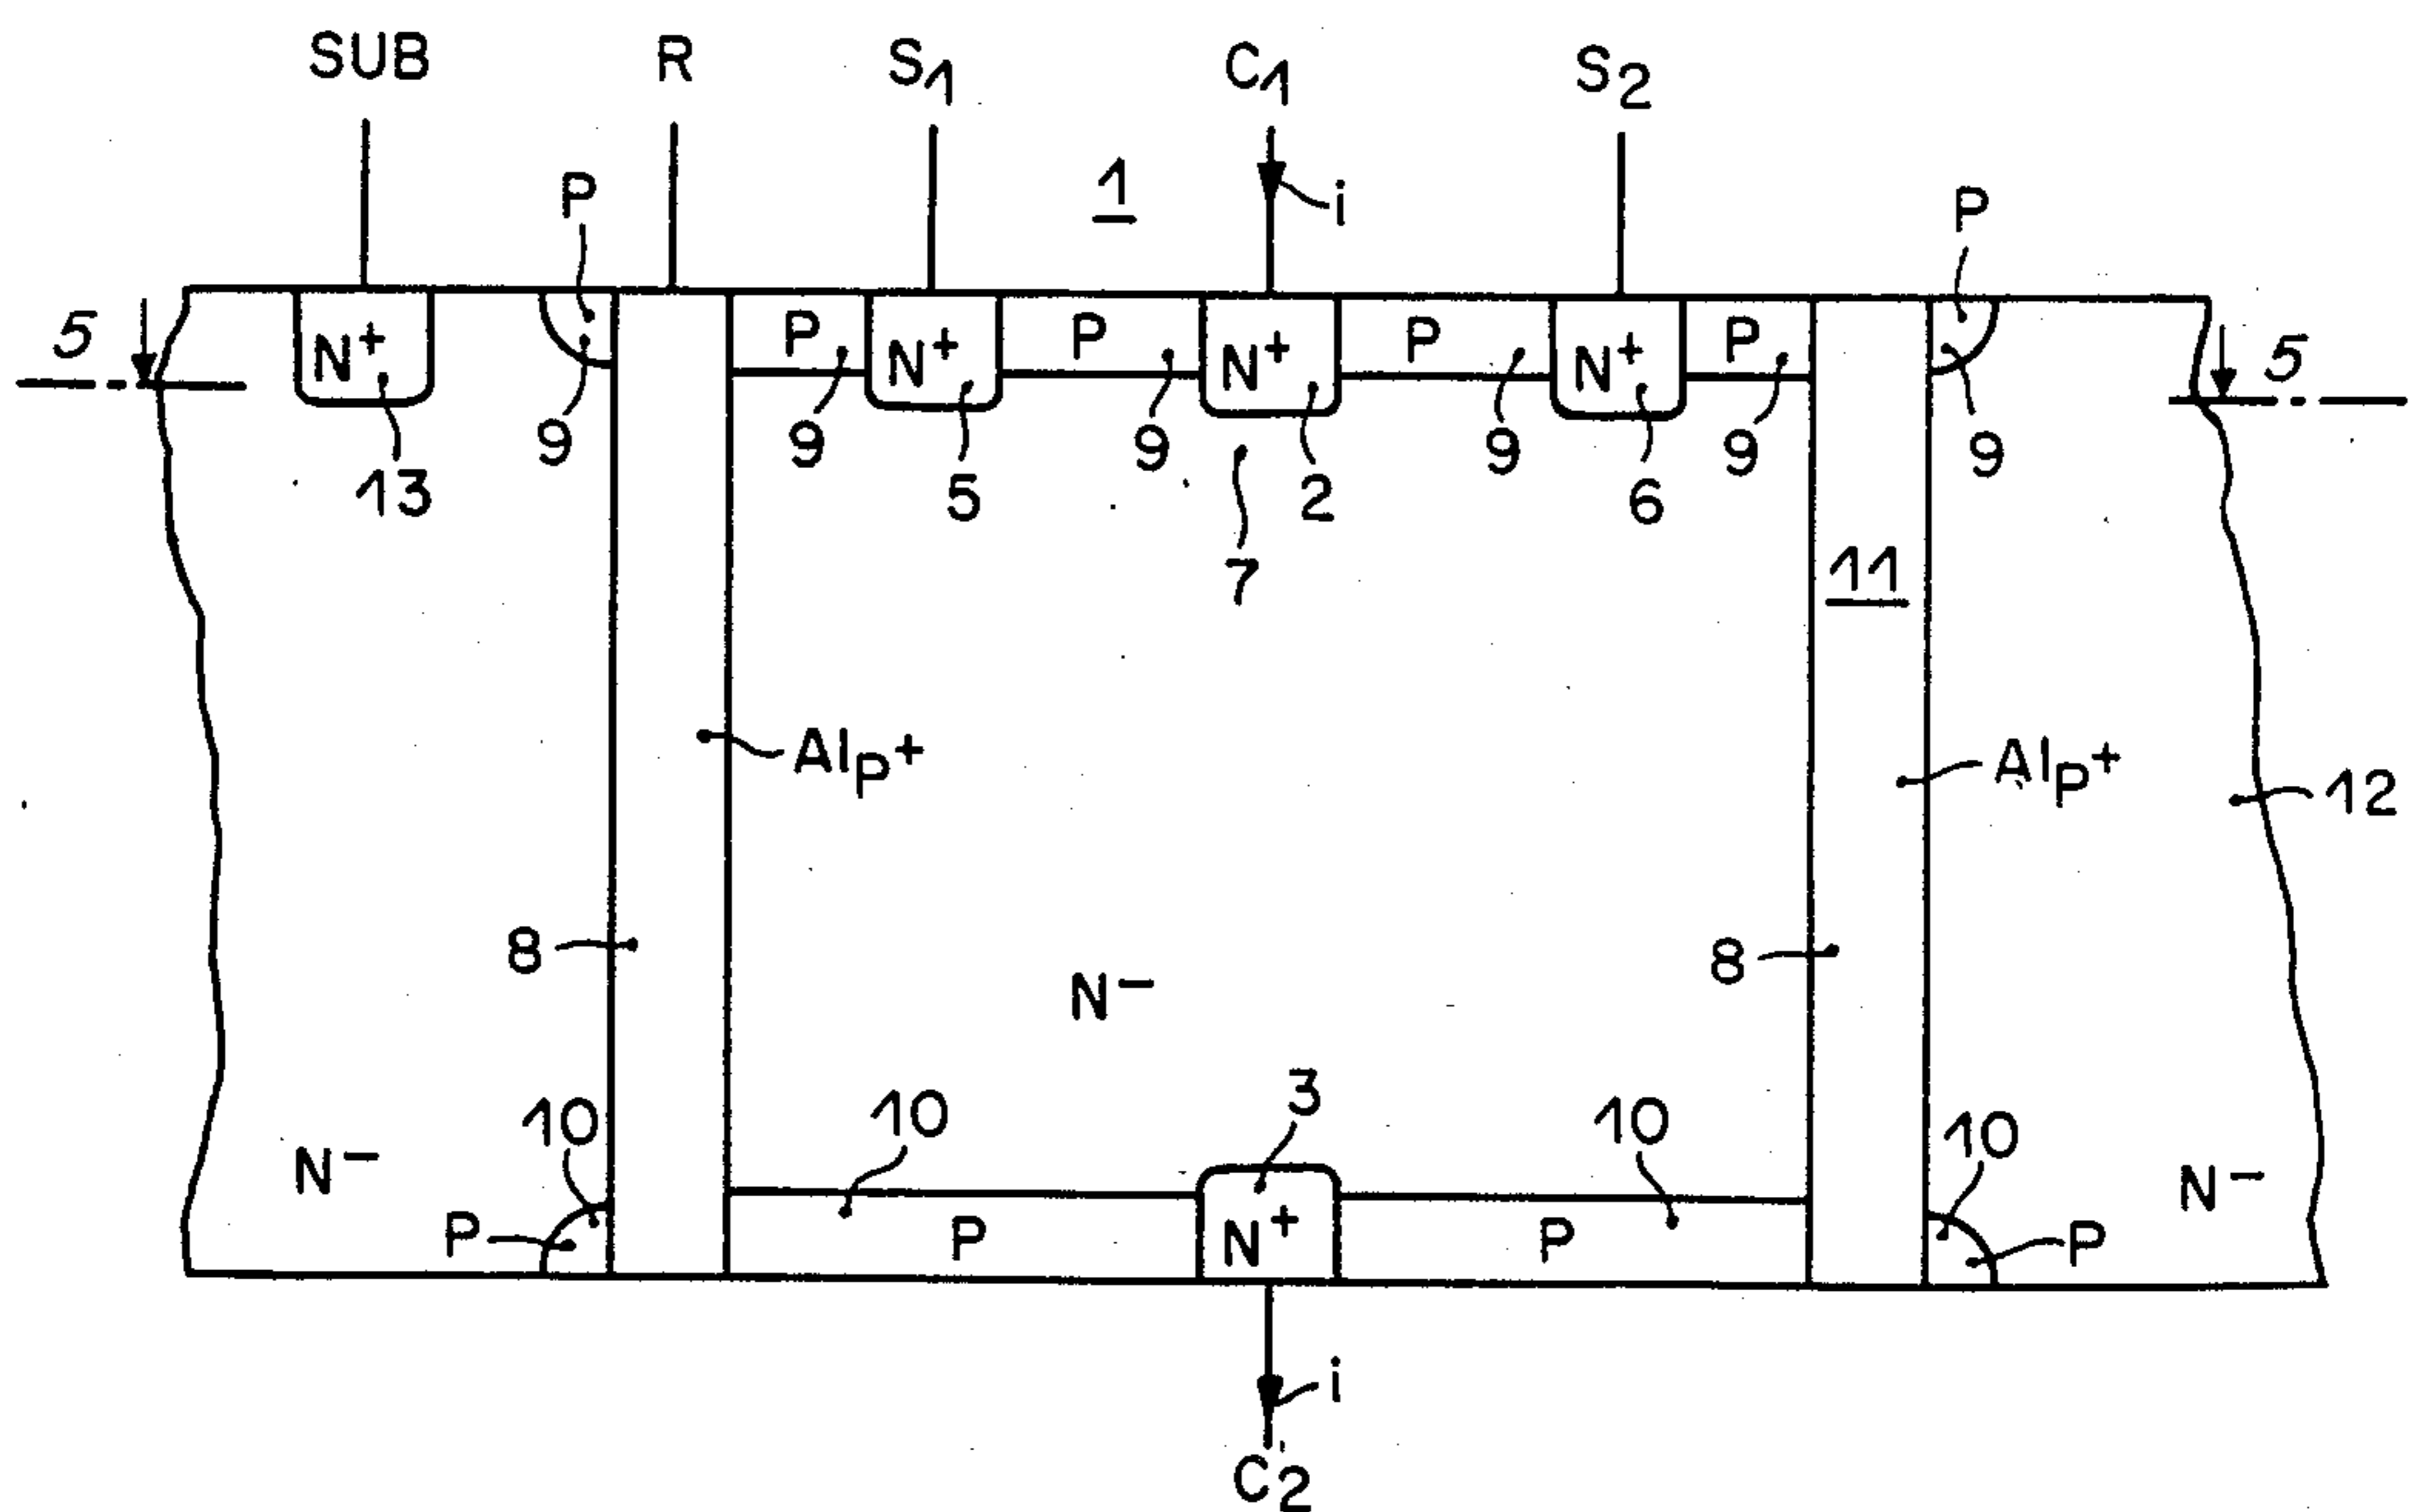 SUB R S1 C1 S2
P 1 i P
5 N+ P N+ P N+ P N+ P 5
13 9 9 5 9 2 9 6 9 9
7 11
AlP+ AlP+ 12
8 8
N−
10 10 3 10 10
N− P P N+ P P N−
i
C2